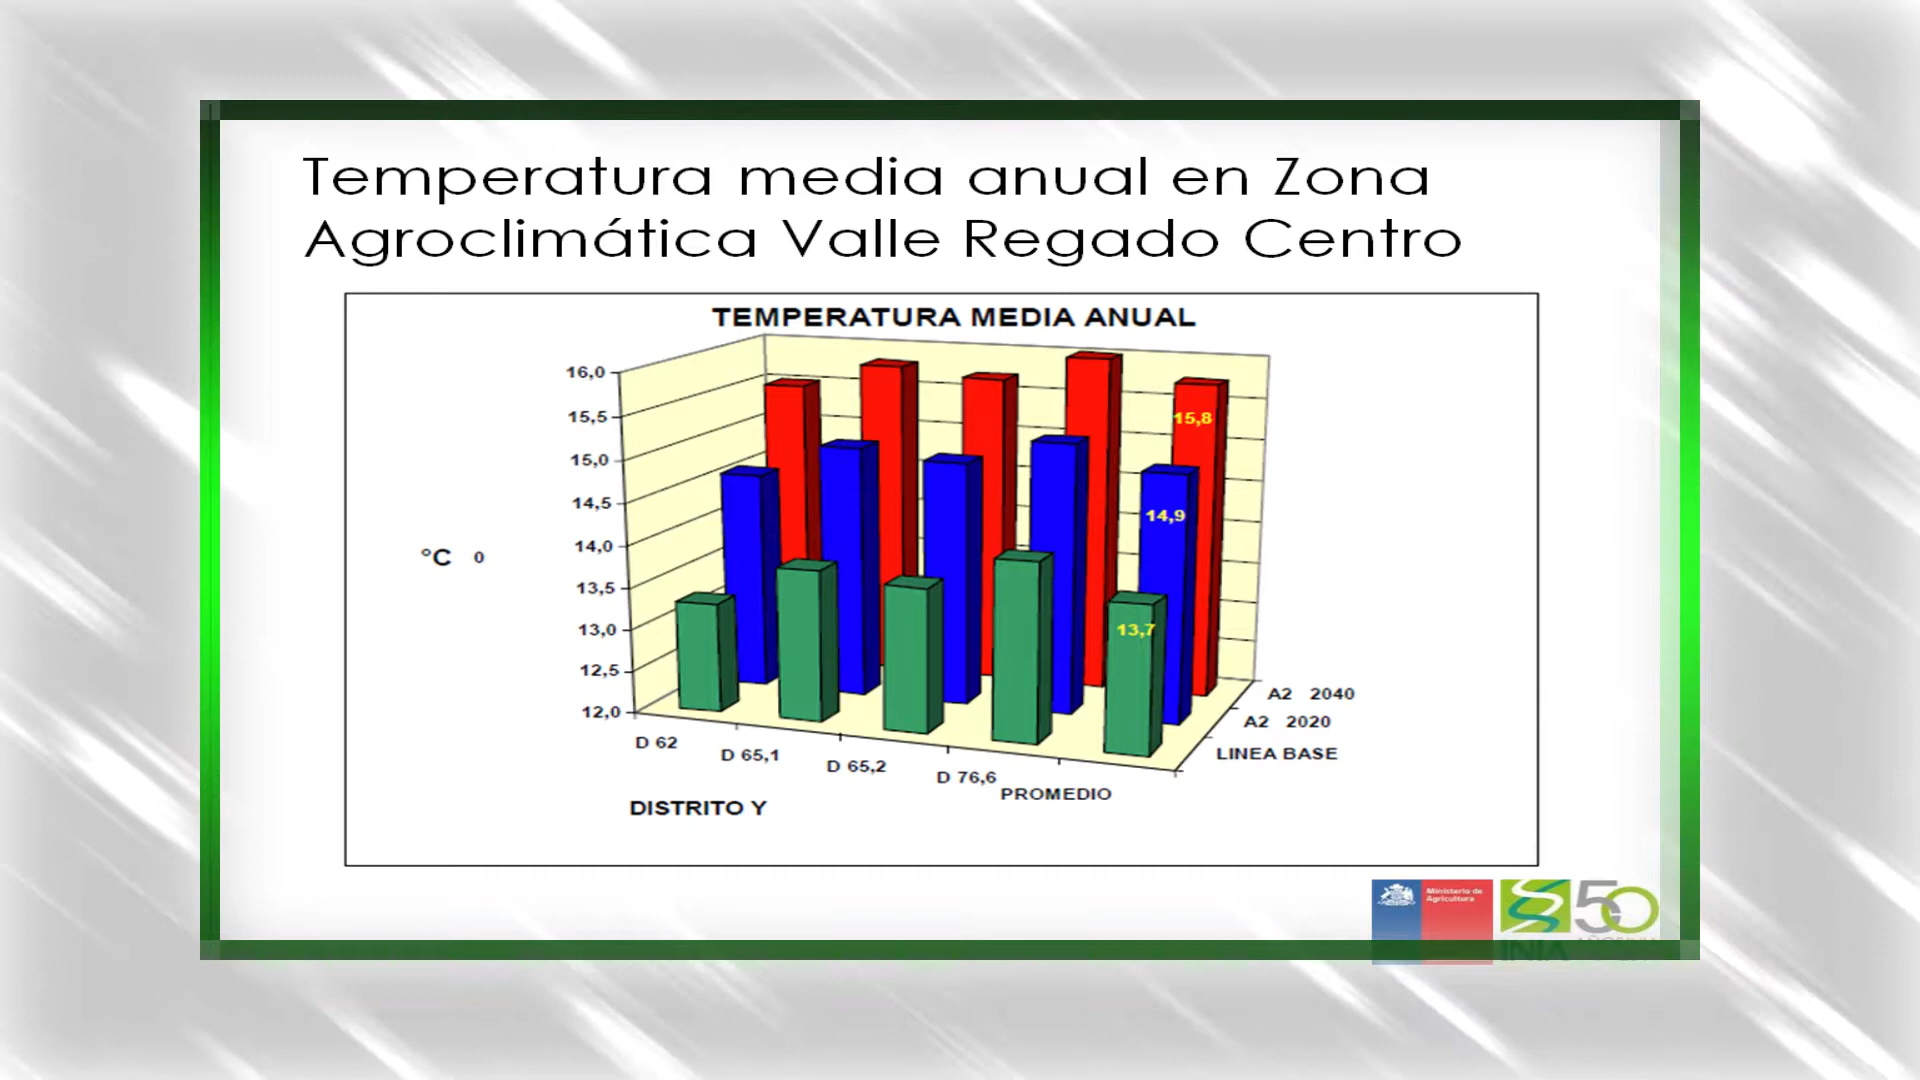 Temperatura media anual en Zona
Agroclimática Valle Regado Centro
TEMPERATURA MEDIA ANUAL
16,0
15,5
15,0
14,5
14,0
13,5
13,0
12,5
12,0
°C 0
15,8
14,9
13,7
A2 2040
A2 2020
LINEA BASE
D 62
D 65,1
D 65,2
D 76,6
PROMEDIO
DISTRITO Y
Ministerio de
Agricultura
50
INIA